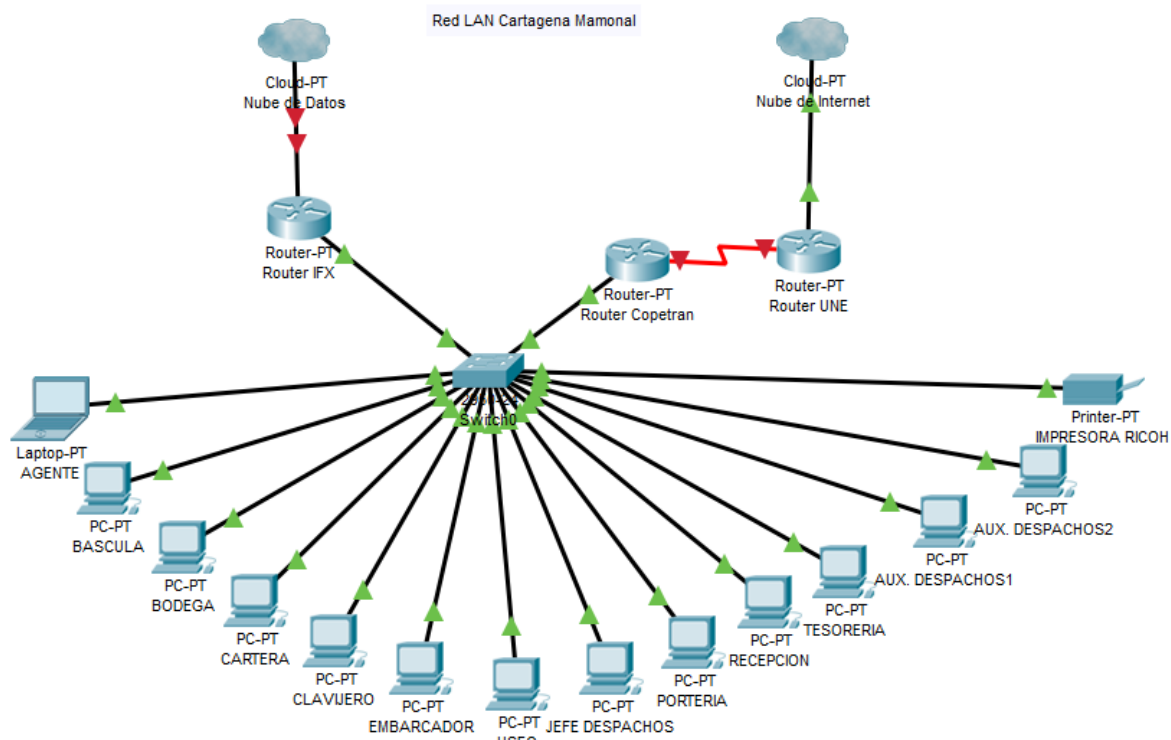 Red LAN Cartagena Mamonal
Cloud-PT
Nube de Datos
Cloud-PT
Nube de Internet
Router-PT
Router IFX
Router-PT
Router Copetran
Router-PT
Router UNE
Switch0
Laptop-PT
AGENTE
PC-PT
BASCULA
PC-PT
BODEGA
PC-PT
CARTERA
PC-PT
CLAVIJERO
PC-PT
EMBARCADOR
PC-PT
PC-PT
JEFE DESPACHOS
PC-PT
PORTERIA
PC-PT
RECEPCION
PC-PT
TESORERIA
PC-PT
AUX. DESPACHOS1
PC-PT
AUX. DESPACHOS2
Printer-PT
IMPRESORA RICOH